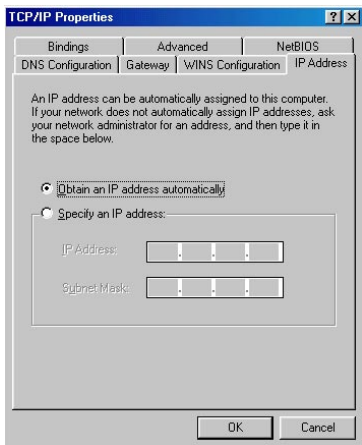 TCP/IP Properties
Bindings Advanced NetBIOS
DNS Configuration Gateway WINS Configuration IP Address
An IP address can be automatically assigned to this computer.
If your network does not automatically assign IP addresses, ask
your network administrator for an address, and then type it in
the space below.
Obtain an IP address automatically
Specify an IP address:
IP Address:
Subnet Mask:
OK Cancel